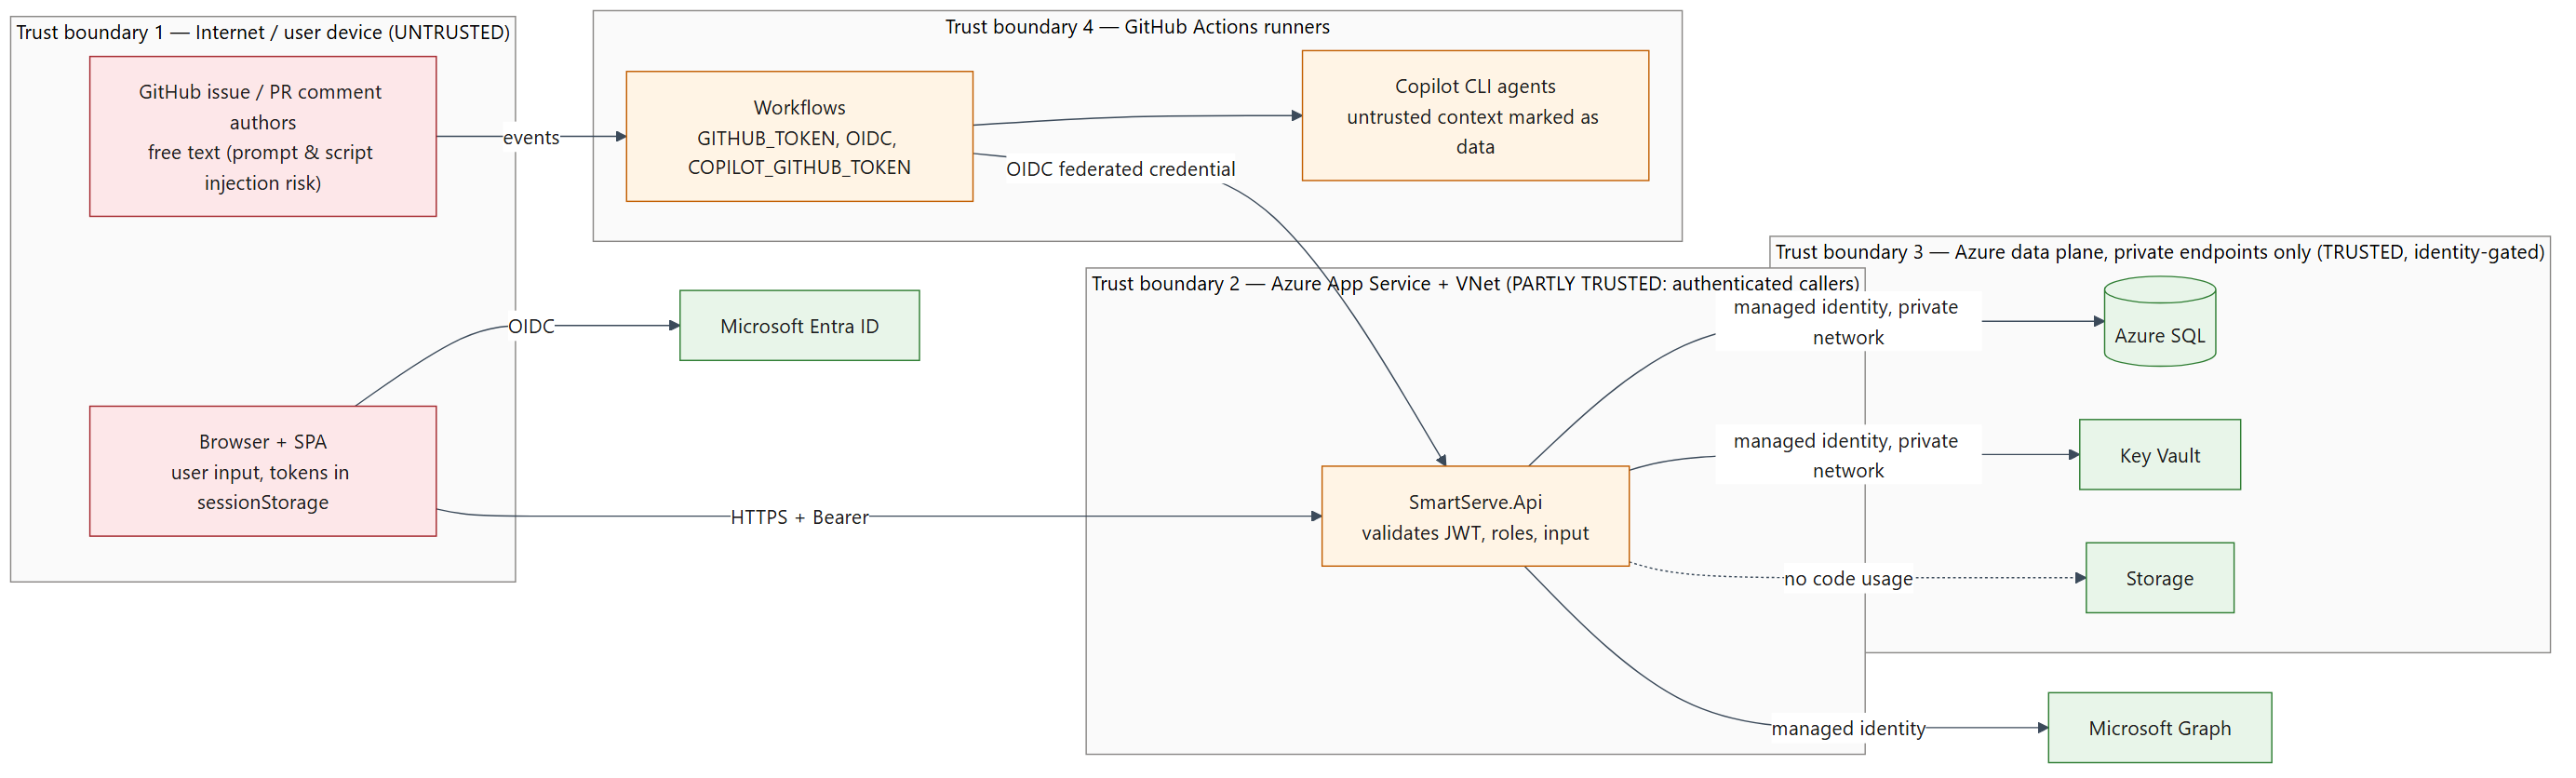 Trust boundary 1 — Internet / user device (UNTRUSTED)
GitHub issue / PR comment
authors
free text (prompt & script
injection risk)
events
Trust boundary 4 — GitHub Actions runners
Workflows
GITHUB_TOKEN, OIDC,
COPILOT_GITHUB_TOKEN
Copilot CLI agents
untrusted context marked as
data
OIDC federated credential
OIDC
Microsoft Entra ID
Browser + SPA
user input, tokens in
sessionStorage
HTTPS + Bearer
Trust boundary 2 — Azure App Service + VNet (PARTLY TRUSTED: authenticated callers)
SmartServe.Api
validates JWT, roles, input
Trust boundary 3 — Azure data plane, private endpoints only (TRUSTED, identity-gated)
managed identity, private
network
Azure SQL
managed identity, private
network
Key Vault
no code usage
Storage
managed identity
Microsoft Graph